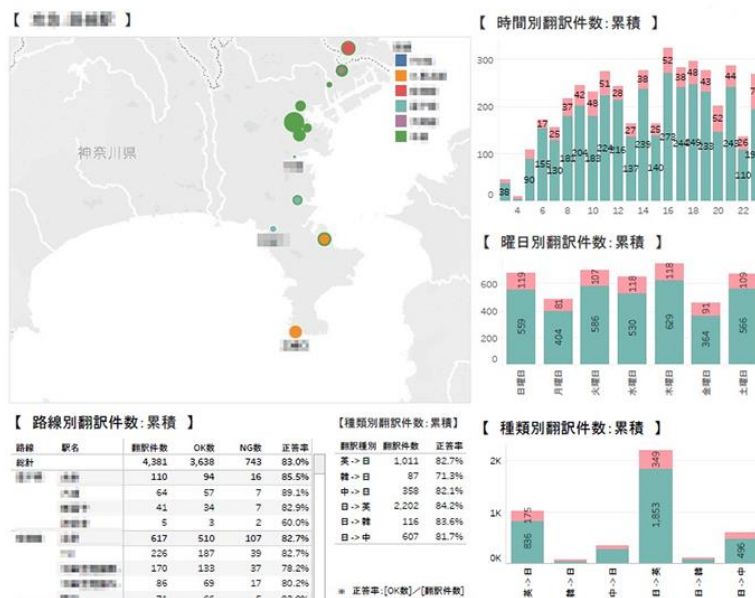 【 】
神奈川県
【 時間別翻訳件数:累積 】
300
200
100
0
38 90 155 130 181 204 183 224 216 137 239 140 273 244 249 233 243 110
17 25 37 42 48 51 28 27 38 25 52 38 48 43 52 44 26
4 6 8 10 12 14 16 18 20 22
【 曜日別翻訳件数:累積 】
600
400
200
0
119 81 107 118 118 91 109
559 404 586 530 629 364 566
日曜日 月曜日 火曜日 水曜日 木曜日 金曜日 土曜日
【 路線別翻訳件数:累積 】
路線 駅名 翻訳件数 OK数 NG数 正答率
総計 4,381 3,638 743 83.0%
110 94 16 85.5%
64 57 7 89.1%
41 34 7 82.9%
5 3 2 60.0%
617 510 107 82.7%
226 187 39 82.7%
170 133 37 78.2%
86 69 17 80.2%
【種類別翻訳件数:累積】
翻訳種別 翻訳件数 正答率
英->日 1,011 82.7%
韓->日 87 71.3%
中->日 358 82.1%
日->英 2,202 84.2%
日->韓 116 83.6%
日->中 607 81.7%
※ 正答率:[OK数]/[翻訳件数]
【 種類別翻訳件数:累積 】
2K
1K
0K
175 349
836 1,853 496
英->日 韓->日 中->日 日->英 日->韓 日->中